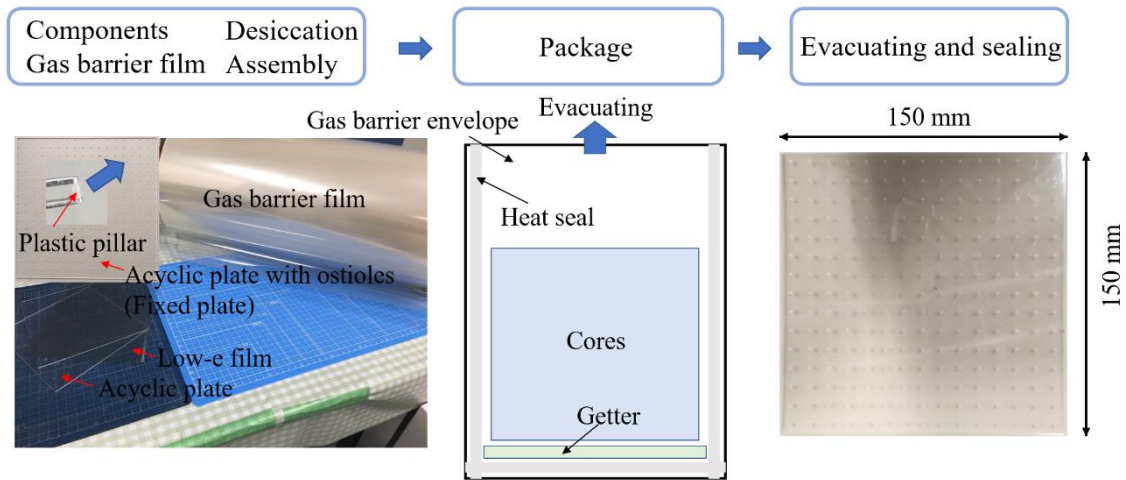 Components Desiccation
Gas barrier film Assembly
Package
Evacuating and sealing
Gas barrier film
Plastic pillar
Acyclic plate with ostioles
(Fixed plate)
Low-e film
Acyclic plate
Evacuating
Gas barrier envelope
Heat seal
Cores
Getter
150 mm
150 mm